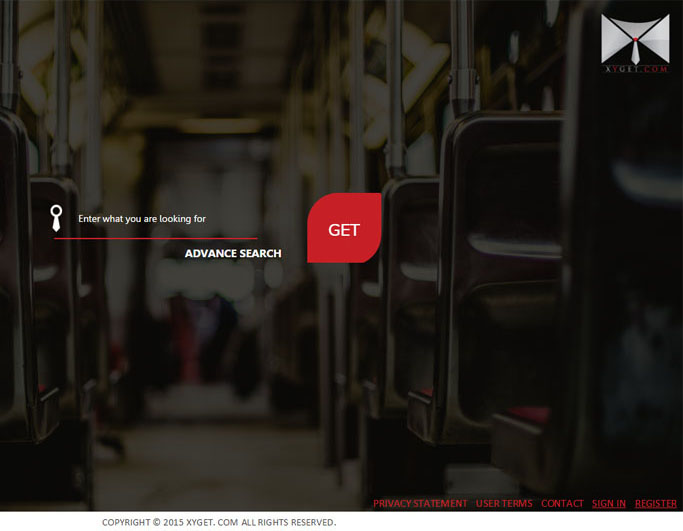 XYGET.COM
Enter what you are looking for
GET
ADVANCE SEARCH
PRIVACY STATEMENT USER TERMS CONTACT SIGN IN REGISTER
COPYRIGHT © 2015 XYGET. COM ALL RIGHTS RESERVED.